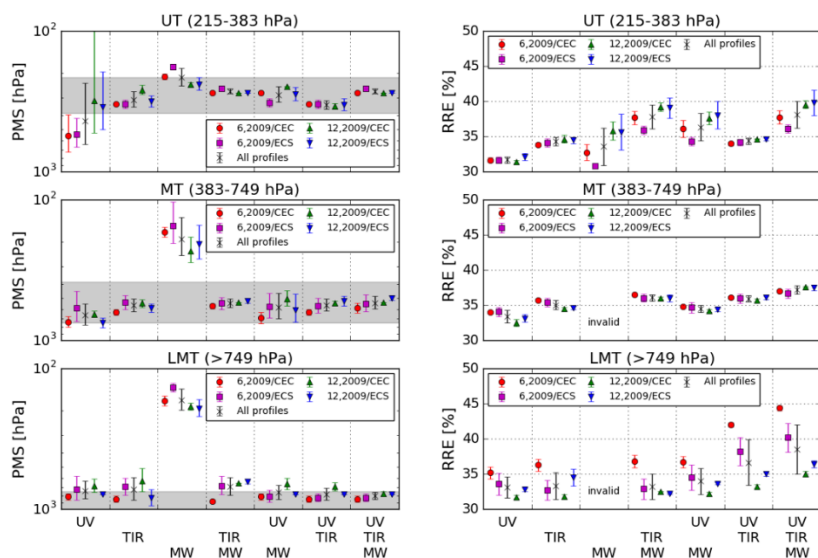 UT (215-383 hPa)
PMS [hPa]
10²
10³
6,2009/CEC 12,2009/CEC
6,2009/ECS 12,2009/ECS
All profiles
UT (215-383 hPa)
RRE [%]
50
45
40
35
30
6,2009/CEC 12,2009/CEC All profiles
6,2009/ECS 12,2009/ECS
MT (383-749 hPa)
PMS [hPa]
10²
10³
6,2009/CEC 12,2009/CEC
6,2009/ECS 12,2009/ECS
All profiles
MT (383-749 hPa)
RRE [%]
50
45
40
35
30
6,2009/CEC 12,2009/CEC All profiles
6,2009/ECS 12,2009/ECS
invalid
LMT (>749 hPa)
PMS [hPa]
10²
10³
6,2009/CEC 12,2009/CEC
6,2009/ECS 12,2009/ECS
All profiles
UV UV UV UV
TIR TIR TIR TIR
MW MW MW MW
LMT (>749 hPa)
RRE [%]
50
45
40
35
30
6,2009/CEC 12,2009/CEC All profiles
6,2009/ECS 12,2009/ECS
invalid
UV UV UV UV
TIR TIR TIR TIR
MW MW MW MW